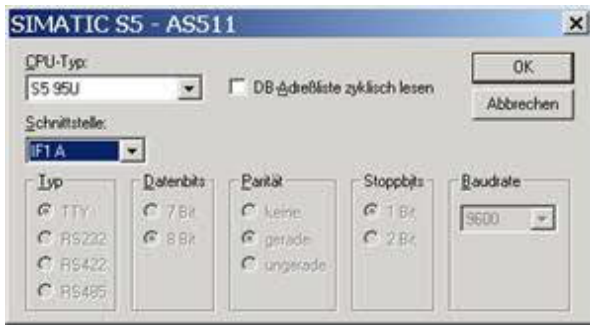 SIMATIC S5 - AS511
CPU-Typ:
S5 95U
DB-Adreßliste zyklisch lesen
OK
Abbrechen
Schnittstelle:
IF1 A
Typ
TTY
RS232
RS422
RS485
Datenbits
7 Bit
8 Bit
Parität
keine
gerade
ungerade
Stoppbits
1 Bit
2 Bit
Baudrate
9600